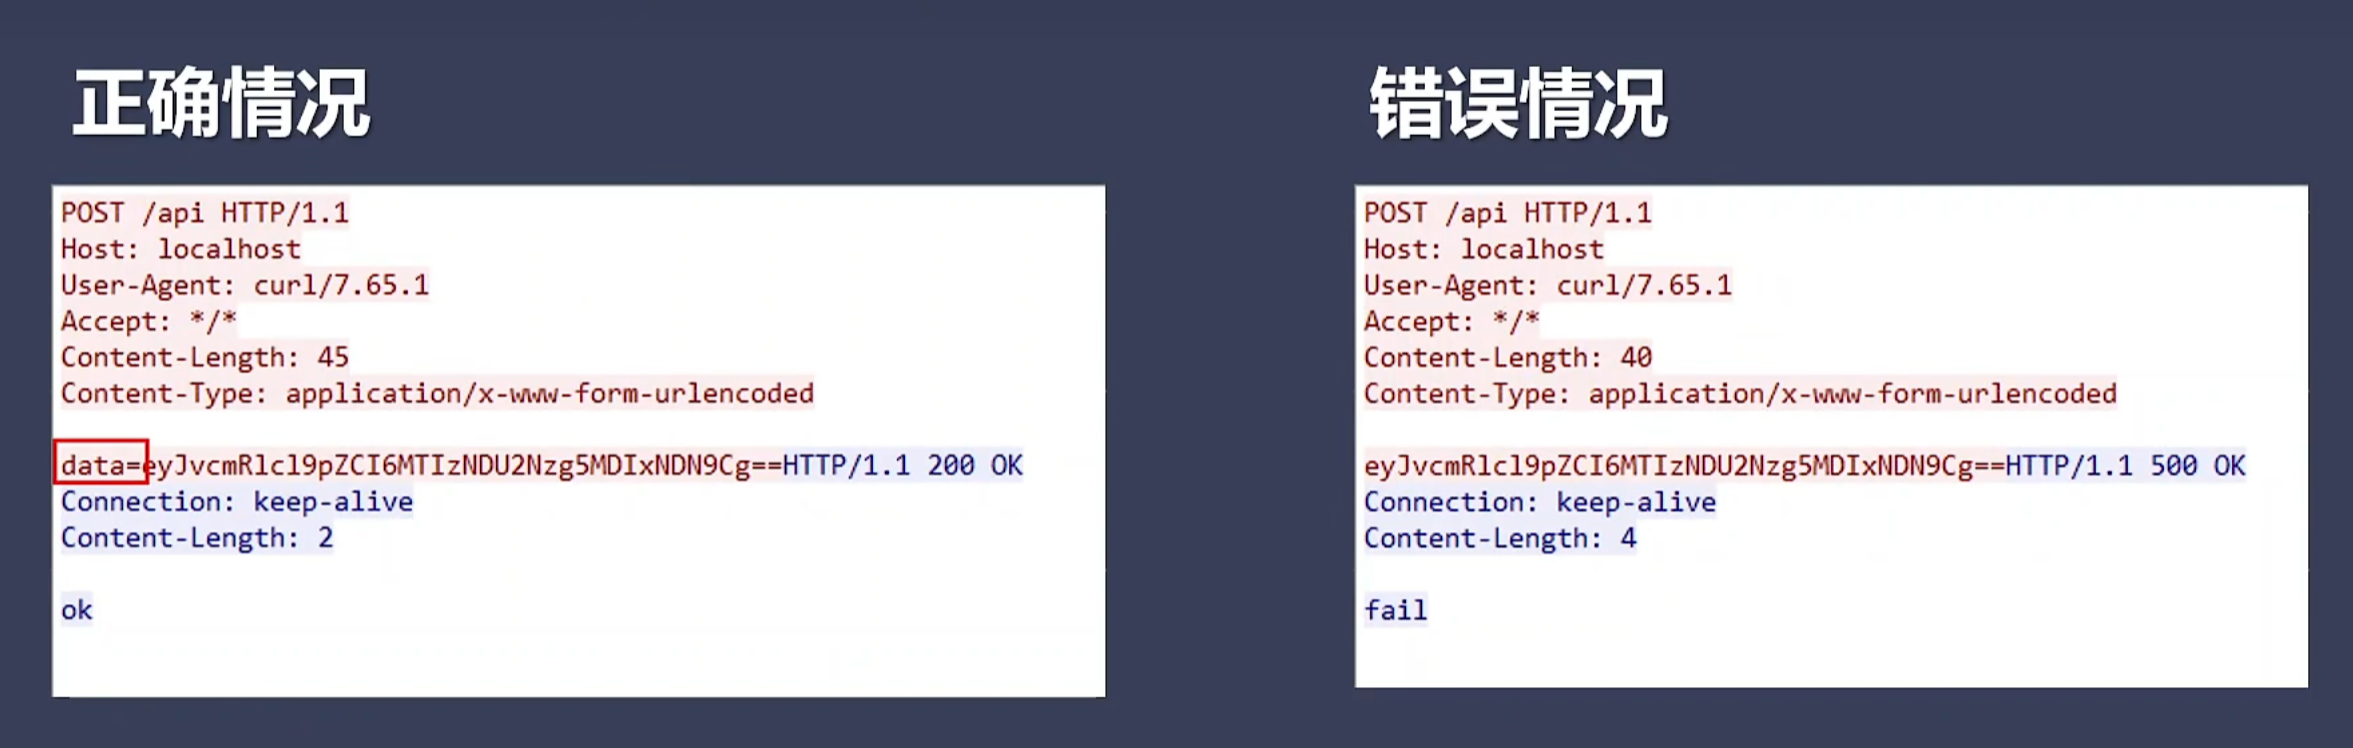 正确情况
POST /api HTTP/1.1
Host: localhost
User-Agent: curl/7.65.1
Accept: */*
Content-Length: 45
Content-Type: application/x-www-form-urlencoded
data=eyJvcmRlcl9pZCI6MTIzNDU2Nzg5MDIxNDN9Cg==HTTP/1.1 200 OK
Connection: keep-alive
Content-Length: 2
ok
错误情况
POST /api HTTP/1.1
Host: localhost
User-Agent: curl/7.65.1
Accept: */*
Content-Length: 40
Content-Type: application/x-www-form-urlencoded
eyJvcmRlcl9pZCI6MTIzNDU2Nzg5MDIxNDN9Cg==HTTP/1.1 500 OK
Connection: keep-alive
Content-Length: 4
fail